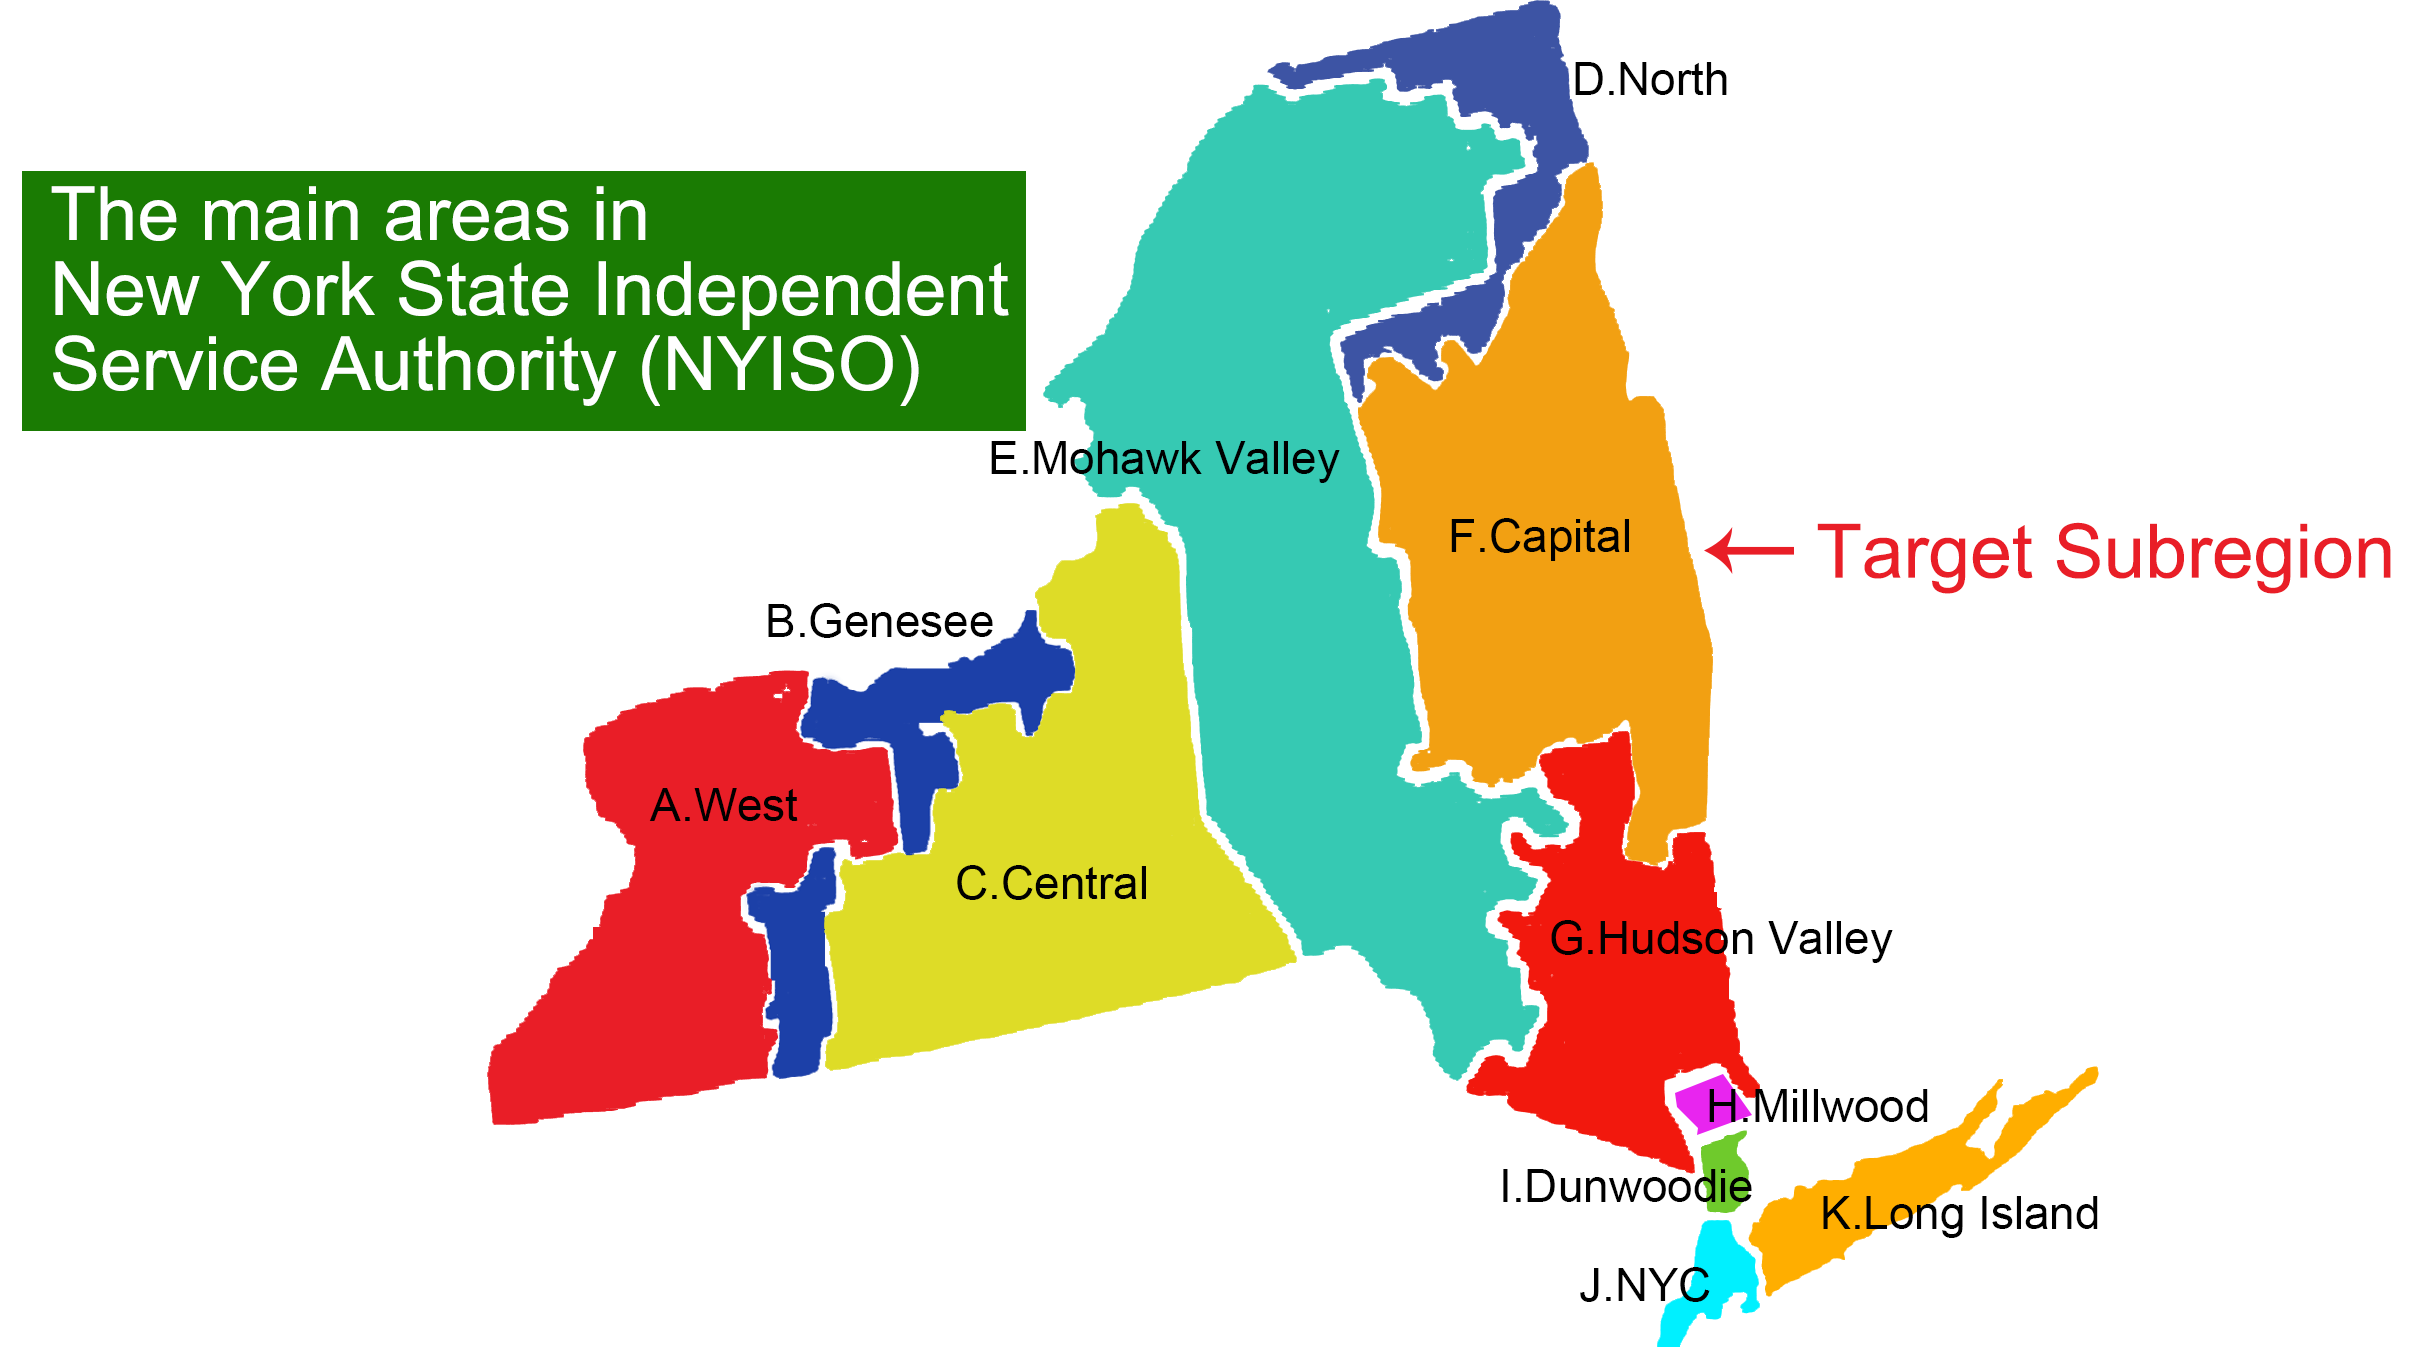 The main areas in
New York State Independent
Service Authority (NYISO)
D.North
E.Mohawk Valley
F.Capital
← Target Subregion
B.Genesee
A.West
C.Central
G.Hudson Valley
H.Millwood
I.Dunwoodie
K.Long Island
J.NYC